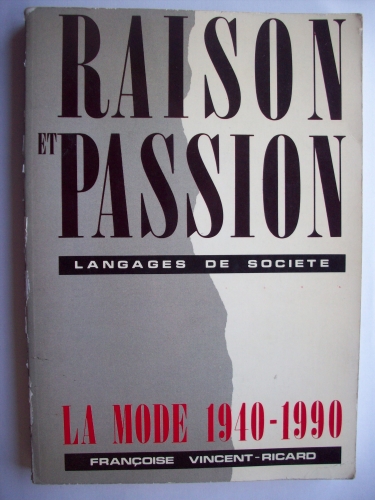 RAISON
ET PASSION
LANGAGES DE SOCIETE
LA MODE 1940-1990
FRANÇOISE VINCENT-RICARD